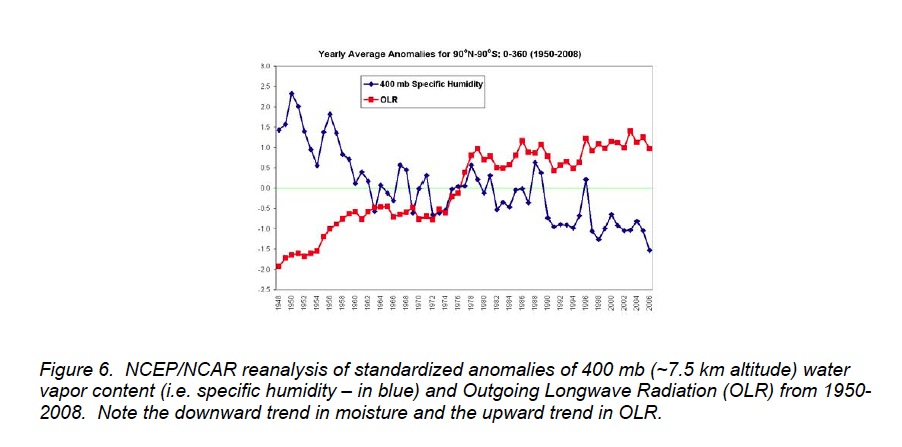 Yearly Average Anomalies for 90°N-90°S; 0-360 (1950-2008)
3.0
2.5
2.0
1.5
1.0
0.5
0.0
-0.5
-1.0
-1.5
-2.0
-2.5
400 mb Specific Humidity
OLR
1948 1950 1952 1954 1956 1958 1960 1962 1964 1966 1968 1970 1972 1974 1976 1978 1980 1982 1984 1986 1988 1990 1992 1994 1996 1998 2000 2002 2004 2006
Figure 6. NCEP/NCAR reanalysis of standardized anomalies of 400 mb (~7.5 km altitude) water
vapor content (i.e. specific humidity – in blue) and Outgoing Longwave Radiation (OLR) from 1950-
2008. Note the downward trend in moisture and the upward trend in OLR.